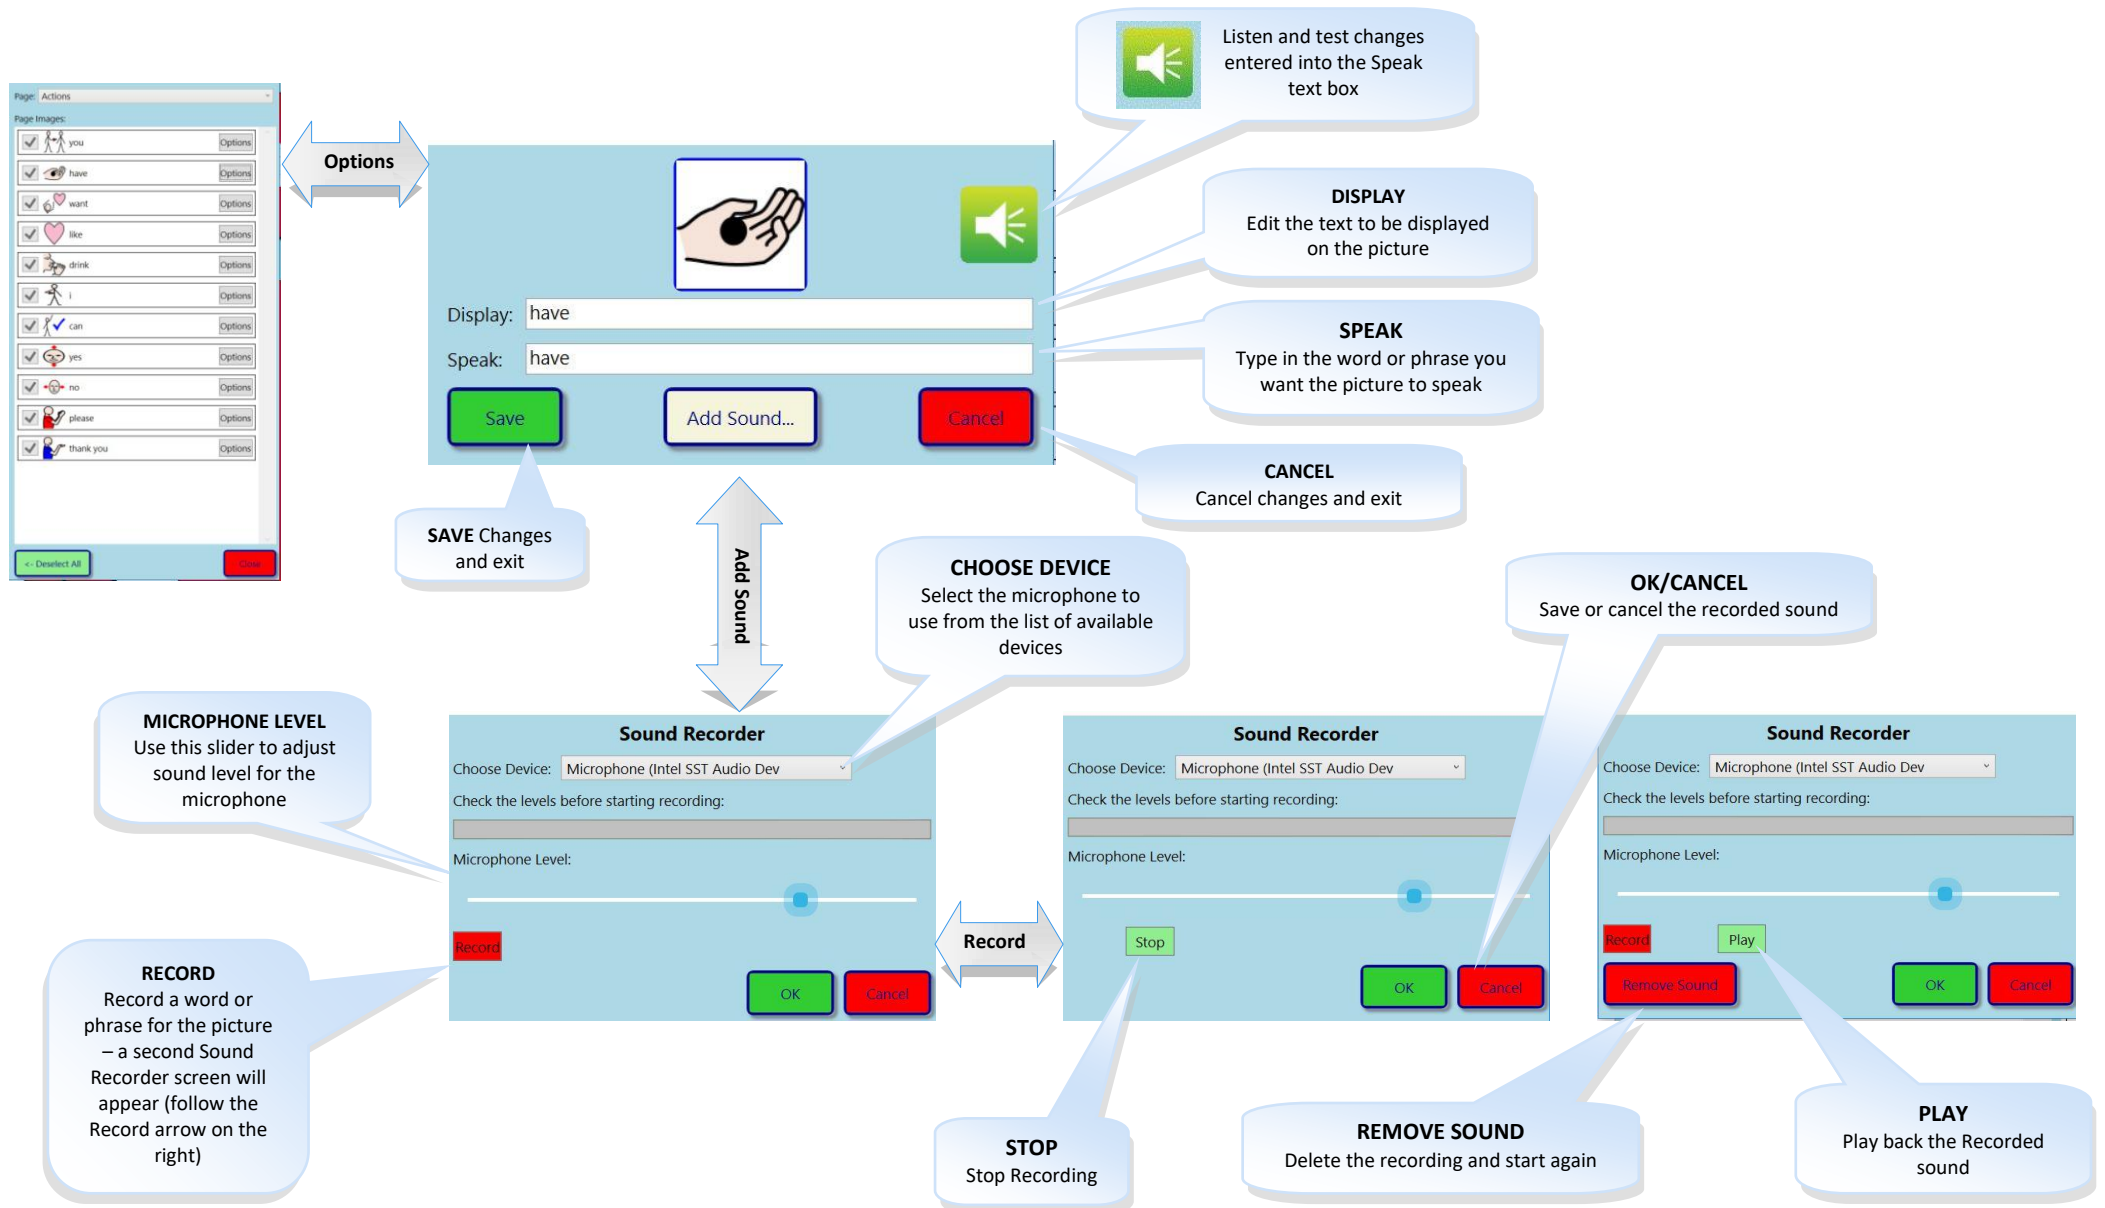 Page: Actions
Page Images:
you Options
have Options
want Options
like Options
drink Options
i Options
can Options
yes Options
no Options
please Options
thank you Options
<- Deselect All
Close
Options
Listen and test changes
entered into the Speak
text box
DISPLAY
Edit the text to be displayed
on the picture
SPEAK
Type in the word or phrase you
want the picture to speak
CANCEL
Cancel changes and exit
Display: have
Speak: have
Save
Add Sound...
Cancel
SAVE Changes
and exit
Add Sound
CHOOSE DEVICE
Select the microphone to
use from the list of available
devices
OK/CANCEL
Save or cancel the recorded sound
MICROPHONE LEVEL
Use this slider to adjust
sound level for the
microphone
Sound Recorder
Choose Device: Microphone (Intel SST Audio Dev
Check the levels before starting recording:
Microphone Level:
Record
OK
Cancel
RECORD
Record a word or
phrase for the picture
– a second Sound
Recorder screen will
appear (follow the
Record arrow on the
right)
Record
Sound Recorder
Choose Device: Microphone (Intel SST Audio Dev
Check the levels before starting recording:
Microphone Level:
Stop
OK
Cancel
STOP
Stop Recording
Sound Recorder
Choose Device: Microphone (Intel SST Audio Dev
Check the levels before starting recording:
Microphone Level:
Record
Play
Remove Sound
OK
Cancel
REMOVE SOUND
Delete the recording and start again
PLAY
Play back the Recorded
sound